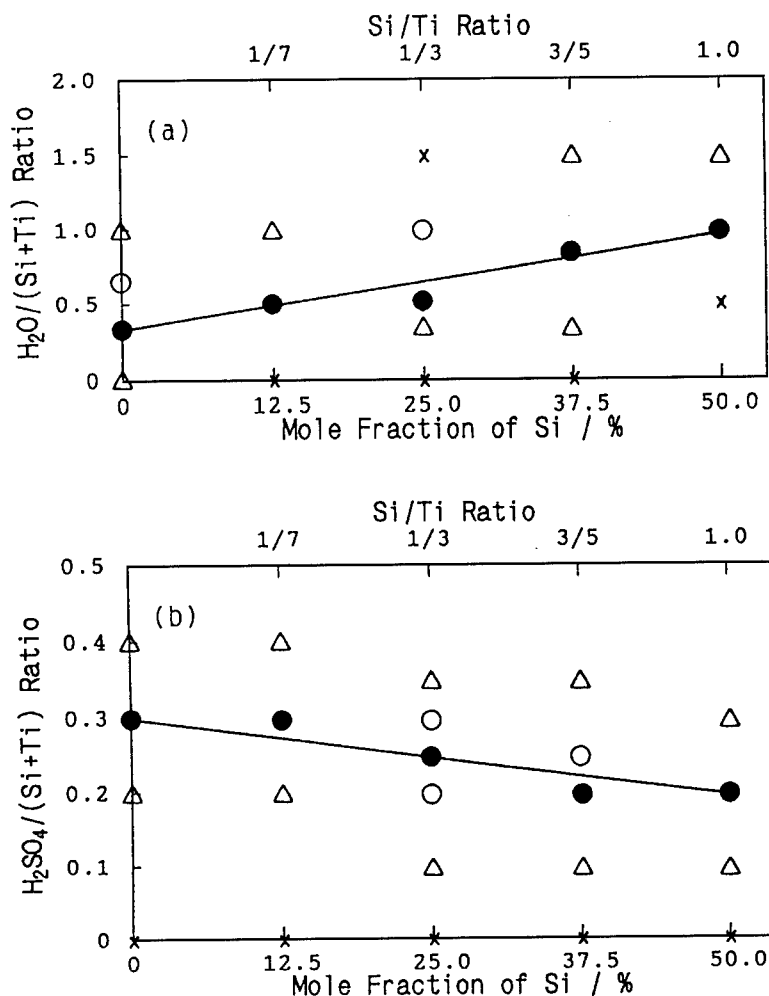 Si/Ti Ratio
1/7 1/3 3/5 1.0
2.0
(a)
1.5
1.0
0.5
0
H₂O/(Si+Ti) Ratio
0 12.5 25.0 37.5 50.0
Mole Fraction of Si / %
Si/Ti Ratio
1/7 1/3 3/5 1.0
0.5
(b)
0.4
0.3
0.2
0.1
0
H₂SO₄/(Si+Ti) Ratio
0 12.5 25.0 37.5 50.0
Mole Fraction of Si / %